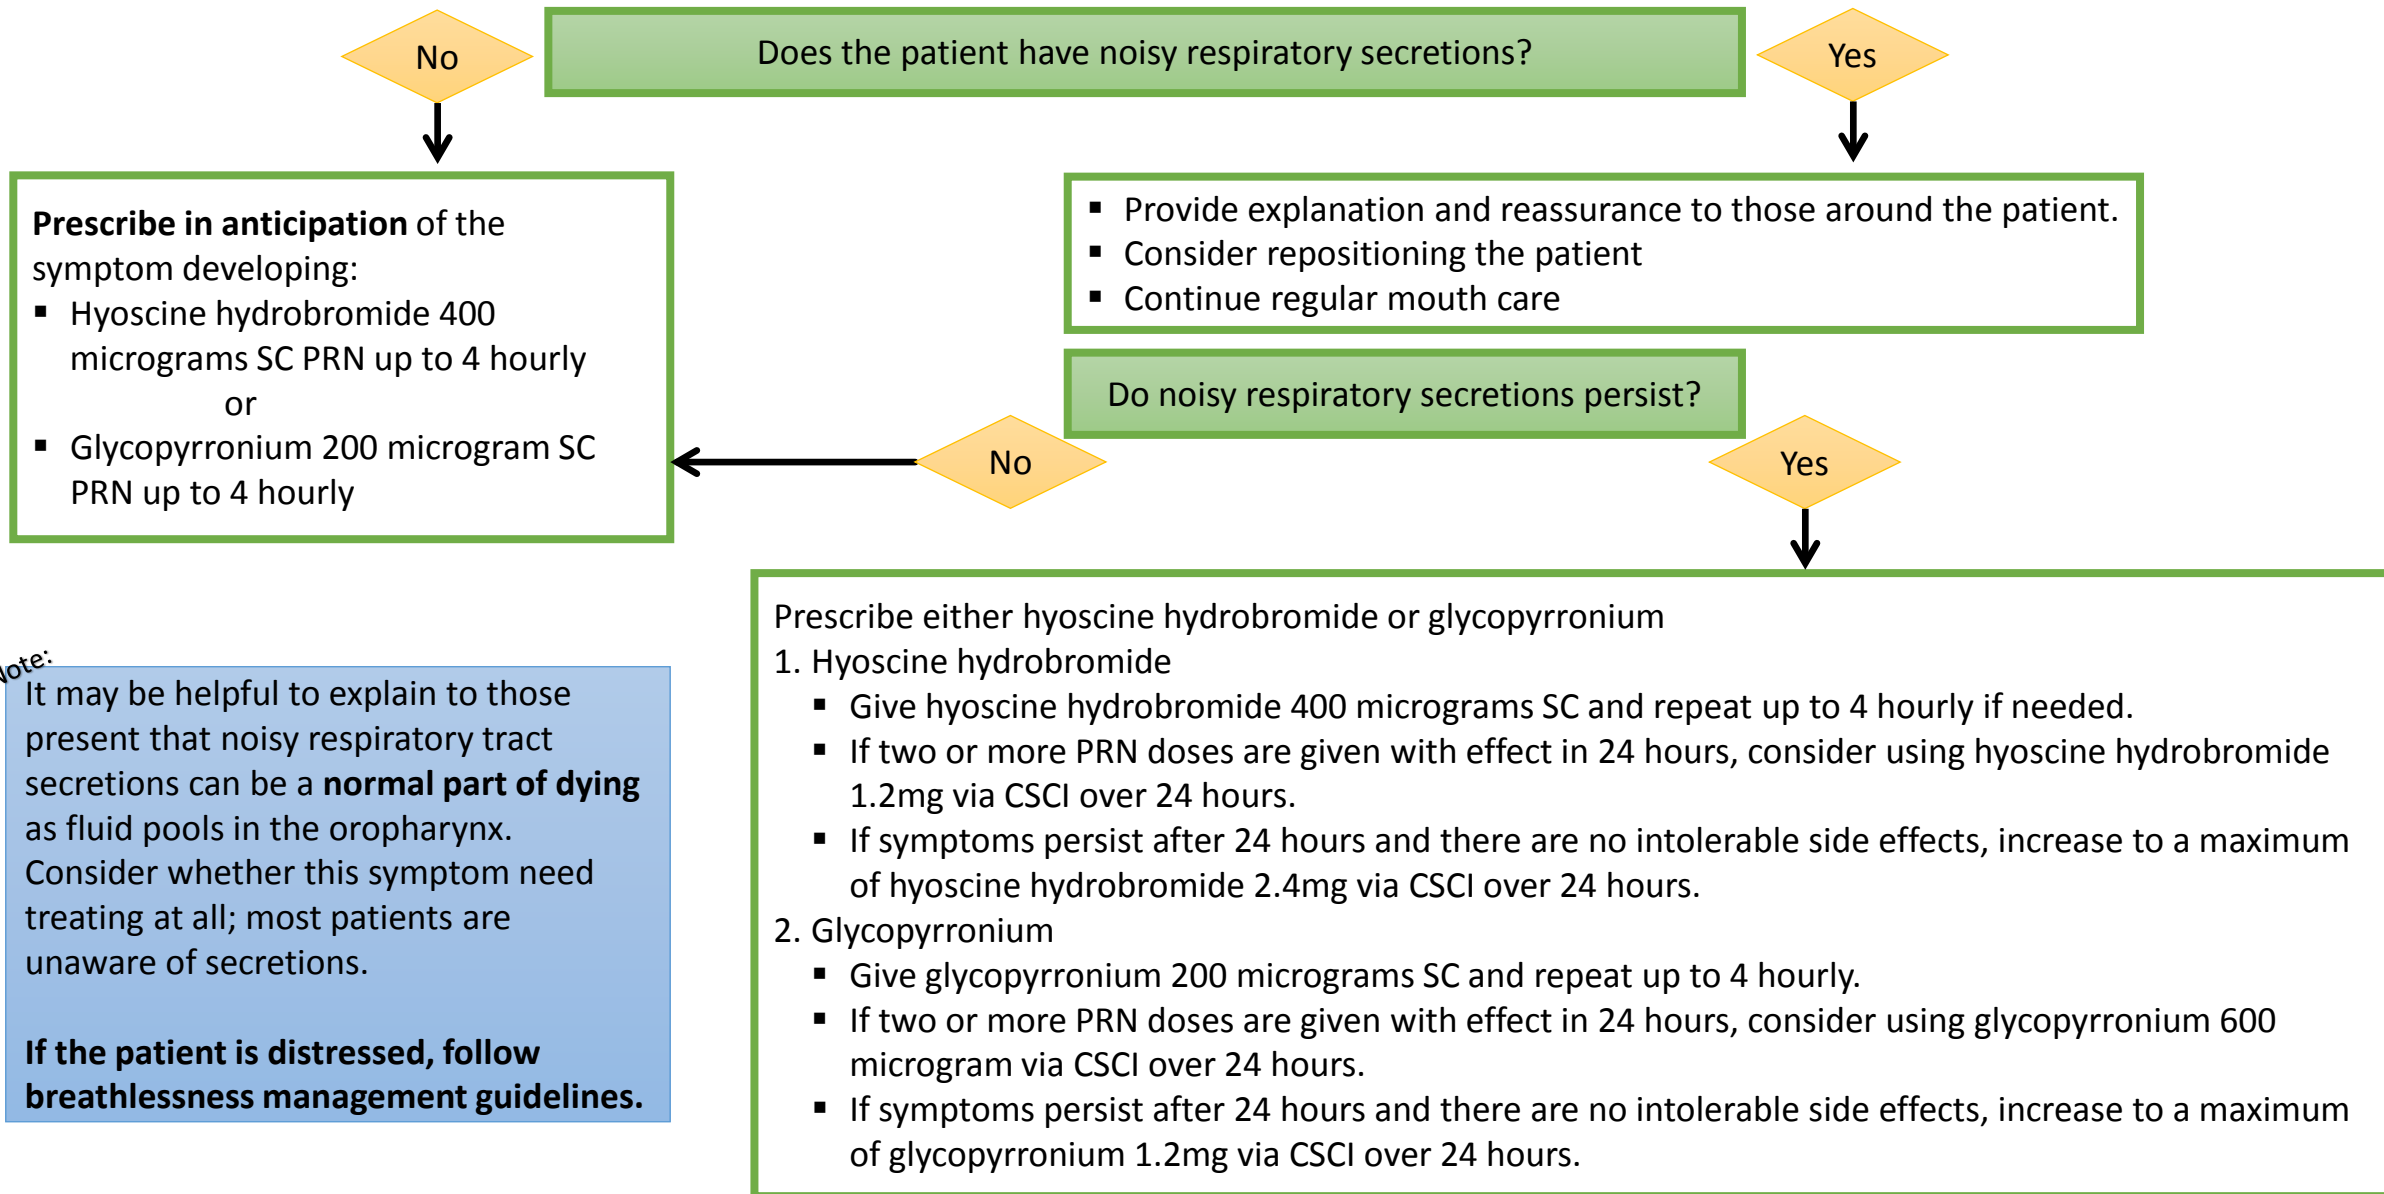 No
Does the patient have noisy respiratory secretions?
Yes
Prescribe in anticipation of the
symptom developing:
▪ Hyoscine hydrobromide 400
micrograms SC PRN up to 4 hourly
or
▪ Glycopyrronium 200 microgram SC
PRN up to 4 hourly
▪ Provide explanation and reassurance to those around the patient.
▪ Consider repositioning the patient
▪ Continue regular mouth care
Do noisy respiratory secretions persist?
No
Yes
Note:
It may be helpful to explain to those
present that noisy respiratory tract
secretions can be a normal part of dying
as fluid pools in the oropharynx.
Consider whether this symptom need
treating at all; most patients are
unaware of secretions.
If the patient is distressed, follow
breathlessness management guidelines.
Prescribe either hyoscine hydrobromide or glycopyrronium
1. Hyoscine hydrobromide
▪ Give hyoscine hydrobromide 400 micrograms SC and repeat up to 4 hourly if needed.
▪ If two or more PRN doses are given with effect in 24 hours, consider using hyoscine hydrobromide
1.2mg via CSCI over 24 hours.
▪ If symptoms persist after 24 hours and there are no intolerable side effects, increase to a maximum
of hyoscine hydrobromide 2.4mg via CSCI over 24 hours.
2. Glycopyrronium
▪ Give glycopyrronium 200 micrograms SC and repeat up to 4 hourly.
▪ If two or more PRN doses are given with effect in 24 hours, consider using glycopyrronium 600
microgram via CSCI over 24 hours.
▪ If symptoms persist after 24 hours and there are no intolerable side effects, increase to a maximum
of glycopyrronium 1.2mg via CSCI over 24 hours.